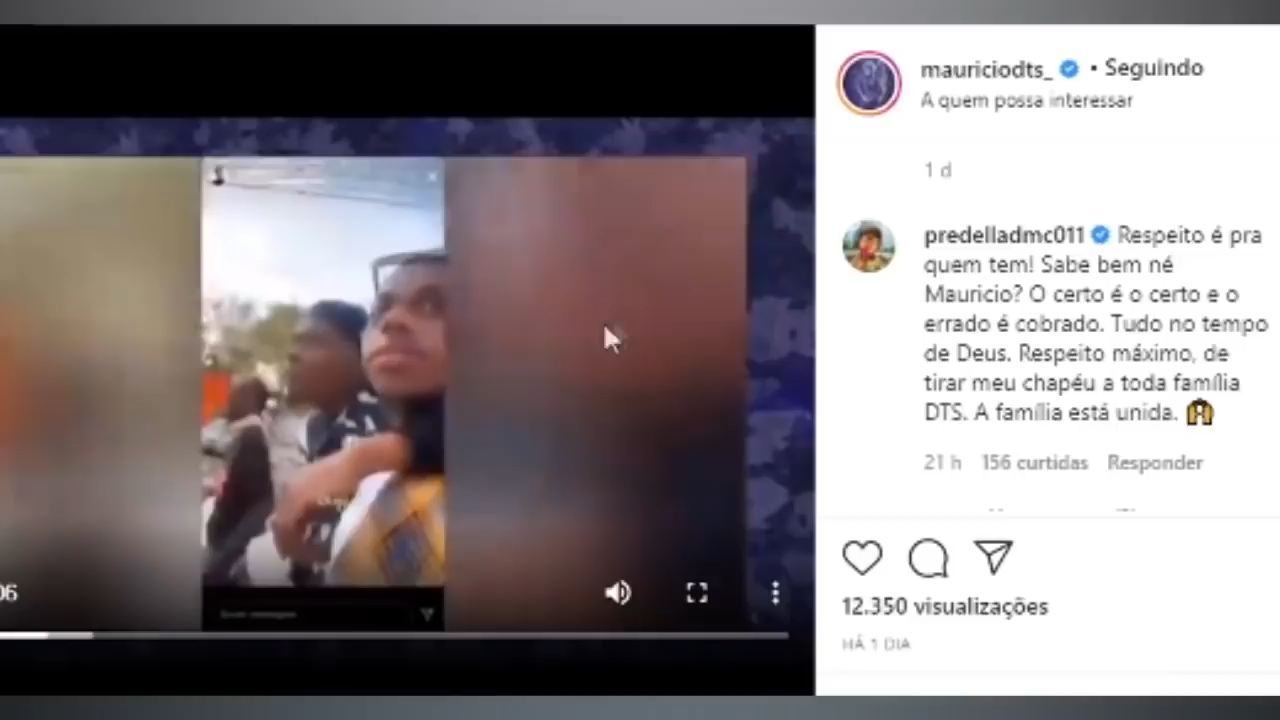 mauriciodts_ • Seguindo
A quem possa interessar
1 d
predelladmc011 Respeito é pra
quem tem! Sabe bem né
Mauricio? O certo é o certo e o
errado é cobrado. Tudo no tempo
de Deus. Respeito máximo, de
tirar meu chapéu a toda família
DTS. A família está unida. 🙌
21 h 156 curtidas Responder
06
12.350 visualizações
HÁ 1 DIA